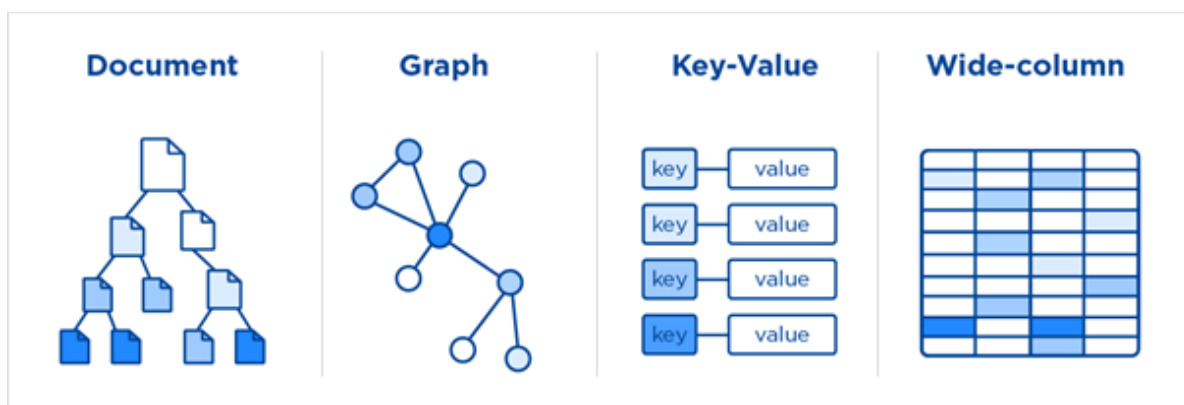 Document
Graph
Key-Value
Wide-column
key
value
key
value
key
value
key
value